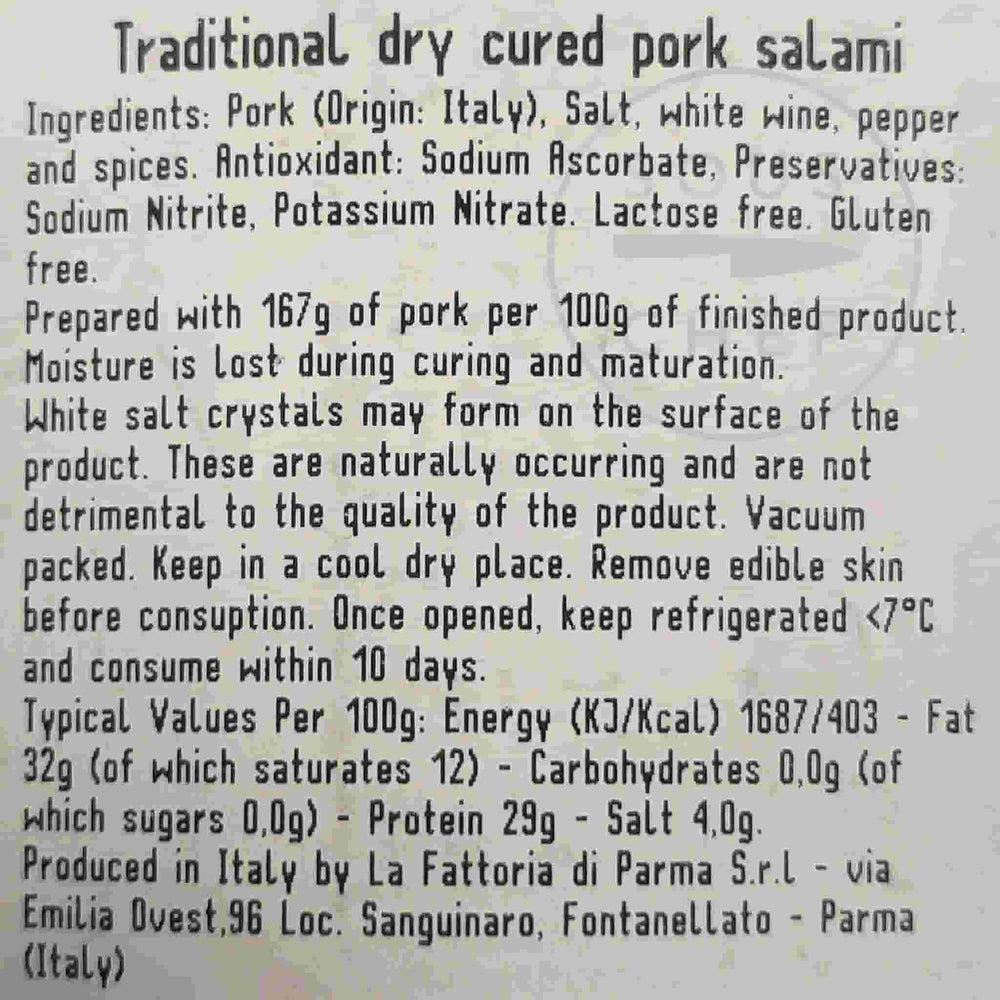 Traditional dry cured pork salami
Ingredients: Pork (Origin: Italy), Salt, white wine, pepper
and spices. Antioxidant: Sodium Ascorbate, Preservatives:
Sodium Nitrite, Potassium Nitrate. Lactose free. Gluten
free.
Prepared with 167g of pork per 100g of finished product.
Moisture is lost during curing and maturation.
White salt crystals may form on the surface of the
product. These are naturally occurring and are not
detrimental to the quality of the product. Vacuum
packed. Keep in a cool dry place. Remove edible skin
before consuption. Once opened, keep refrigerated <7°C
and consume within 10 days.
Typical Values Per 100g: Energy (KJ/Kcal) 1687/403 - Fat
32g (of which saturates 12) - Carbohydrates 0,0g (of
which sugars 0,0g) - Protein 29g - Salt 4,0g.
Produced in Italy by La Fattoria di Parma S.r.l - via
Emilia Ovest,96 Loc. Sanguinaro, Fontanellato - Parma
(Italy)